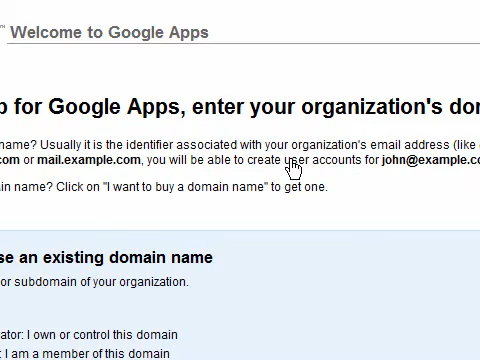 ™ Welcome to Google Apps
p for Google Apps, enter your organization's do
name? Usually it is the identifier associated with your organization's email address (like
com or mail.example.com, you will be able to create user accounts for john@example.co
in name? Click on "I want to buy a domain name" to get one.
se an existing domain name
or subdomain of your organization.
ator: I own or control this domain
: I am a member of this domain